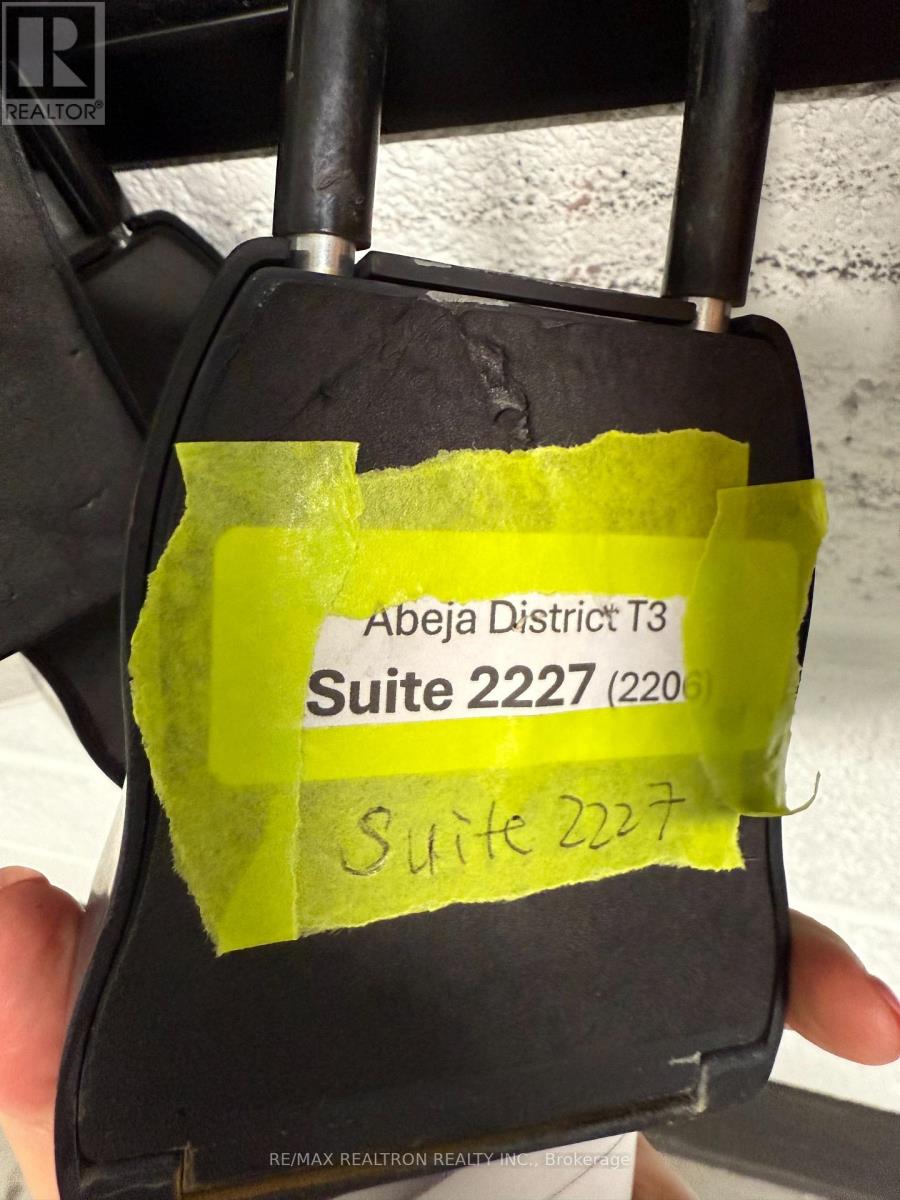 R
REALTOR®
Abeja District T3
Suite 2227 (2206)
Suite 2227
RE/MAX REALTRON REALTY INC., Brokerage